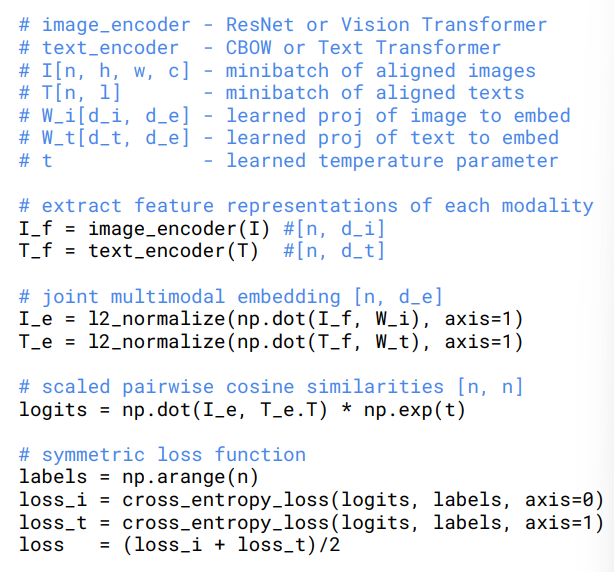 # image_encoder - ResNet or Vision Transformer
# text_encoder  - CBOW or Text Transformer
# I[n, h, w, c] - minibatch of aligned images
# T[n, l]       - minibatch of aligned texts
# W_i[d_i, d_e] - learned proj of image to embed
# W_t[d_t, d_e] - learned proj of text to embed
# t             - learned temperature parameter

# extract feature representations of each modality
I_f = image_encoder(I) #[n, d_i]
T_f = text_encoder(T)  #[n, d_t]

# joint multimodal embedding [n, d_e]
I_e = l2_normalize(np.dot(I_f, W_i), axis=1)
T_e = l2_normalize(np.dot(T_f, W_t), axis=1)

# scaled pairwise cosine similarities [n, n]
logits = np.dot(I_e, T_e.T) * np.exp(t)

# symmetric loss function
labels = np.arange(n)
loss_i = cross_entropy_loss(logits, labels, axis=0)
loss_t = cross_entropy_loss(logits, labels, axis=1)
loss   = (loss_i + loss_t)/2